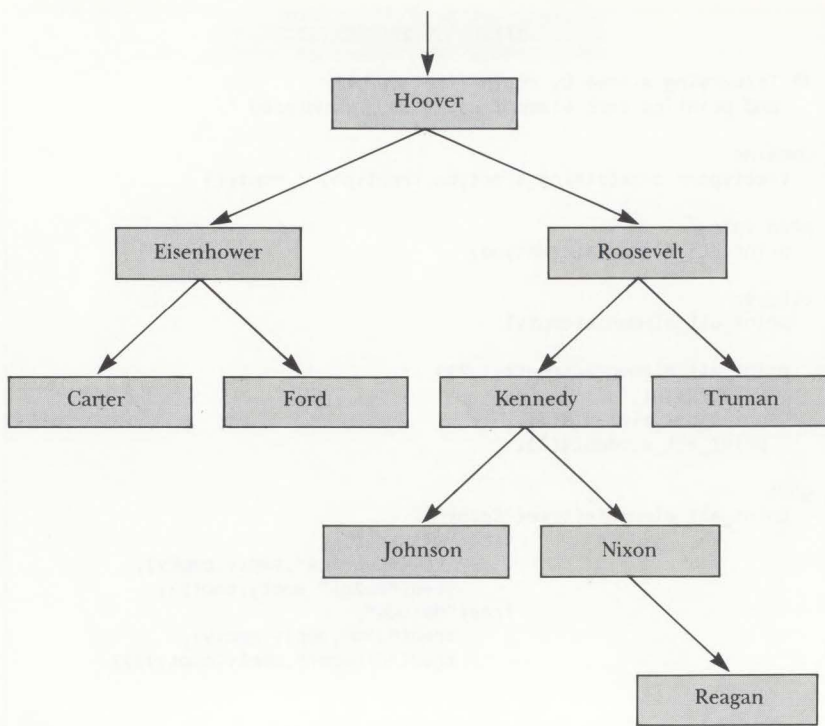 Hoover
Eisenhower Roosevelt
Carter Ford Kennedy Truman
Johnson Nixon
Reagan